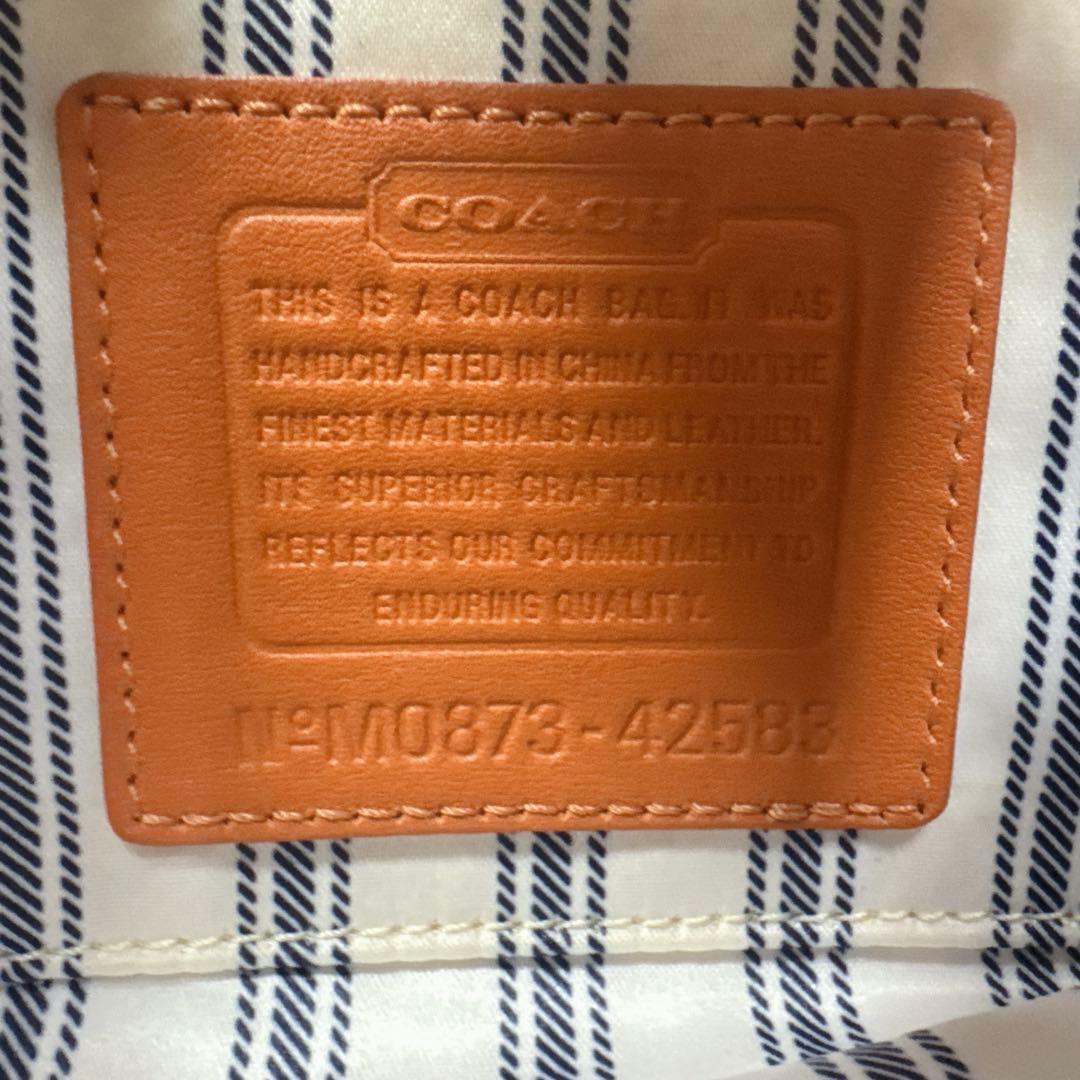 COACH
THIS IS A COACH BAG. IT WAS
HANDCRAFTED IN CHINA FROM THE
FINEST MATERIALS AND LEATHER.
ITS SUPERIOR CRAFTSMANSHIP
REFLECTS OUR COMMITMENT TO
ENDURING QUALITY.
Nº M0873-42583